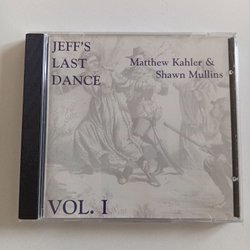 JEFF'S
LAST
DANCE
Matthew Kahler &
Shawn Mullins
VOL. I